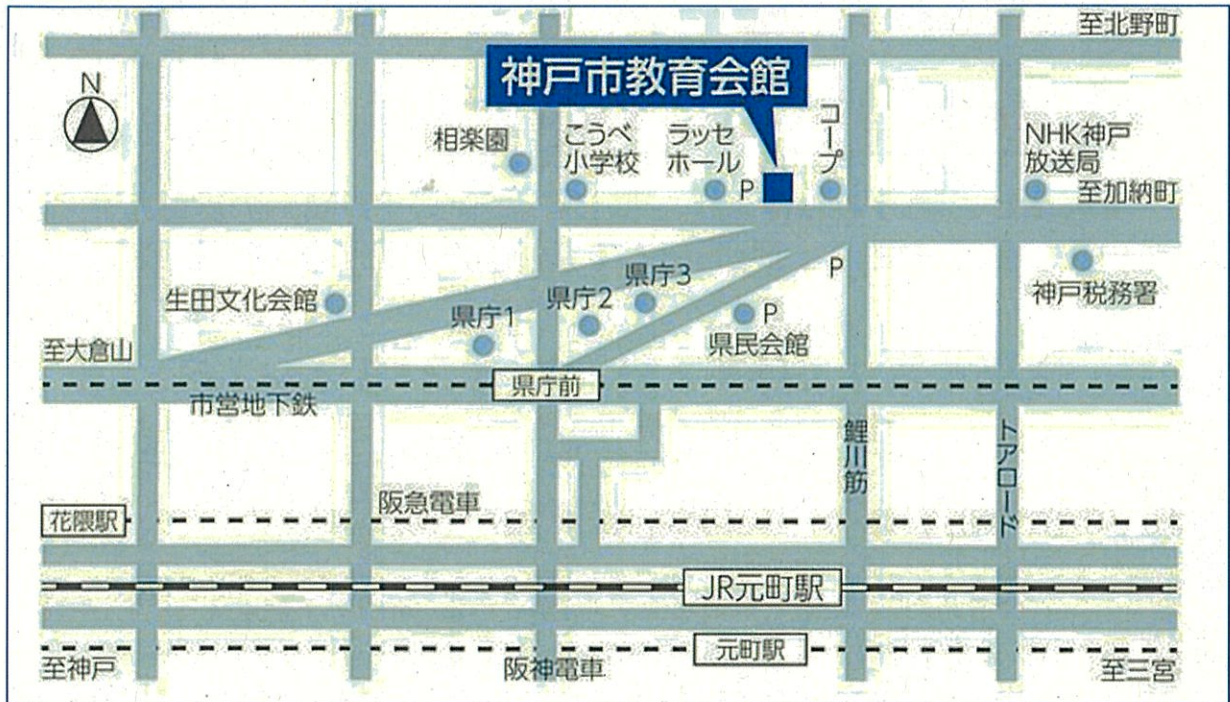 至北野町
神戸市教育会館
N
相楽園
こうべ
小学校
ラッセ
ホール
P
コープ
NHK神戸
放送局
至加納町
生田文化会館
県庁1
県庁2
県庁3
P
P
県民会館
神戸税務署
至大倉山
県庁前
市営地下鉄
鯉川筋
トアロード
花隈駅
阪急電車
JR元町駅
元町駅
至神戸
阪神電車
至三宮